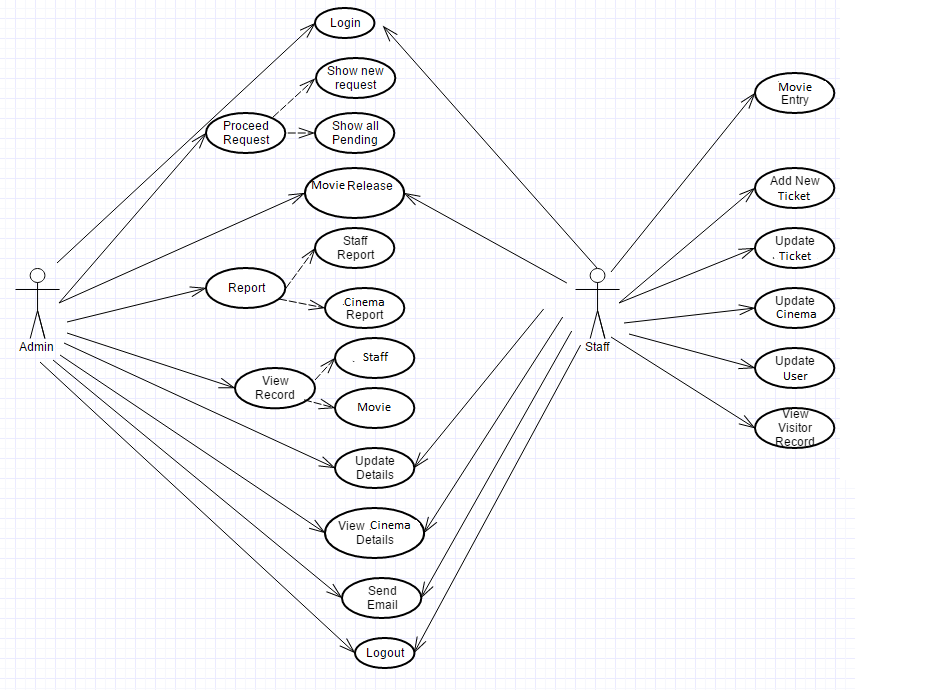 Login
Show new
request
Movie
Entry
Proceed
Request
Show all
Pending
Movie Release
Add New
Ticket
Staff
Report
Update
. Ticket
Report
Cinema
Report
Update
Cinema
Admin
Staff
. Staff
Update
User
View
Record
Movie
View
Visitor
Record
Update
Details
View Cinema
Details
Send
Email
Logout